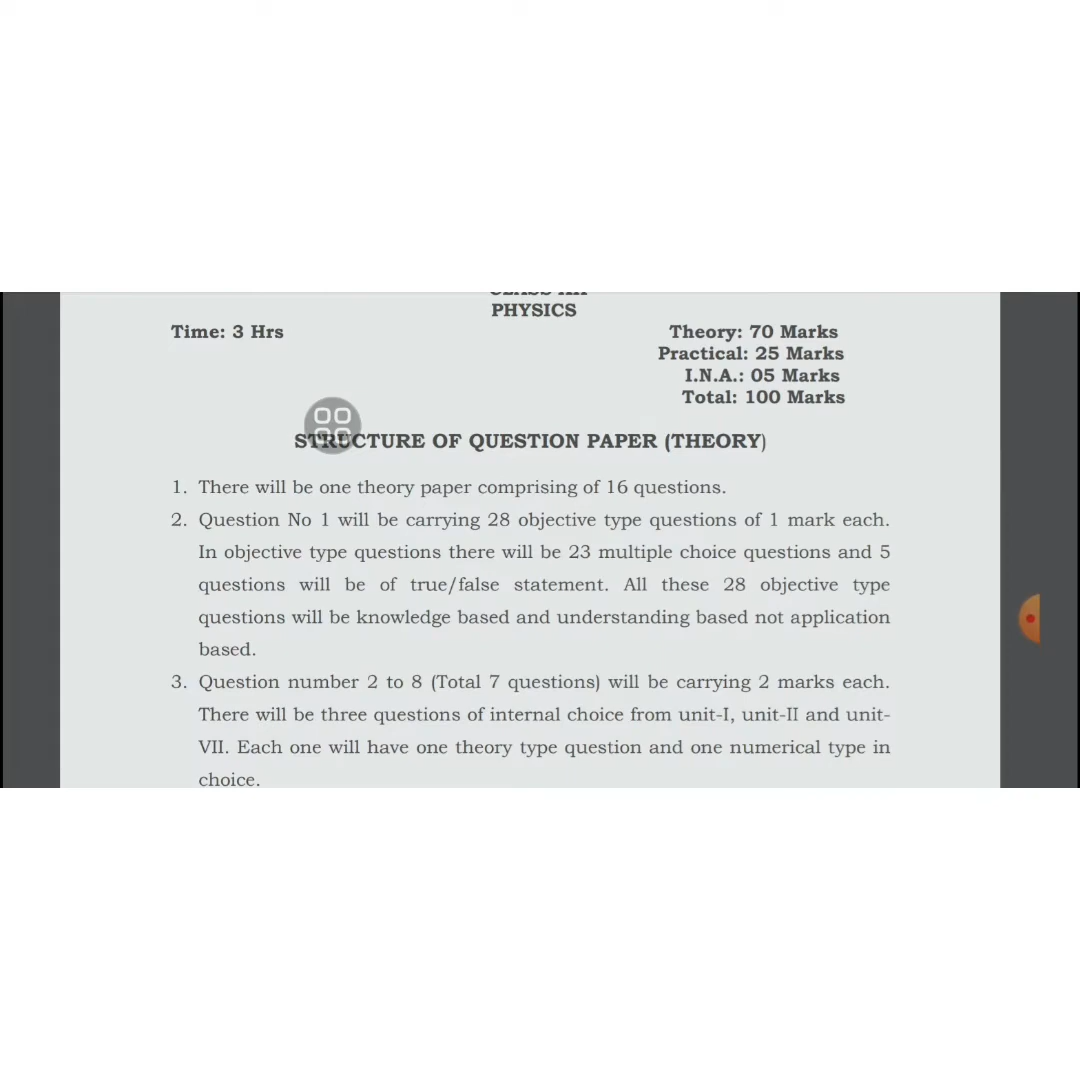 PHYSICS
Time: 3 Hrs
Theory: 70 Marks
Practical: 25 Marks
I.N.A.: 05 Marks
Total: 100 Marks
STRUCTURE OF QUESTION PAPER (THEORY)
1. There will be one theory paper comprising of 16 questions.
2. Question No 1 will be carrying 28 objective type questions of 1 mark each.
In objective type questions there will be 23 multiple choice questions and 5
questions will be of true/false statement. All these 28 objective type
questions will be knowledge based and understanding based not application
based.
3. Question number 2 to 8 (Total 7 questions) will be carrying 2 marks each.
There will be three questions of internal choice from unit-I, unit-II and unit-
VII. Each one will have one theory type question and one numerical type in
choice.